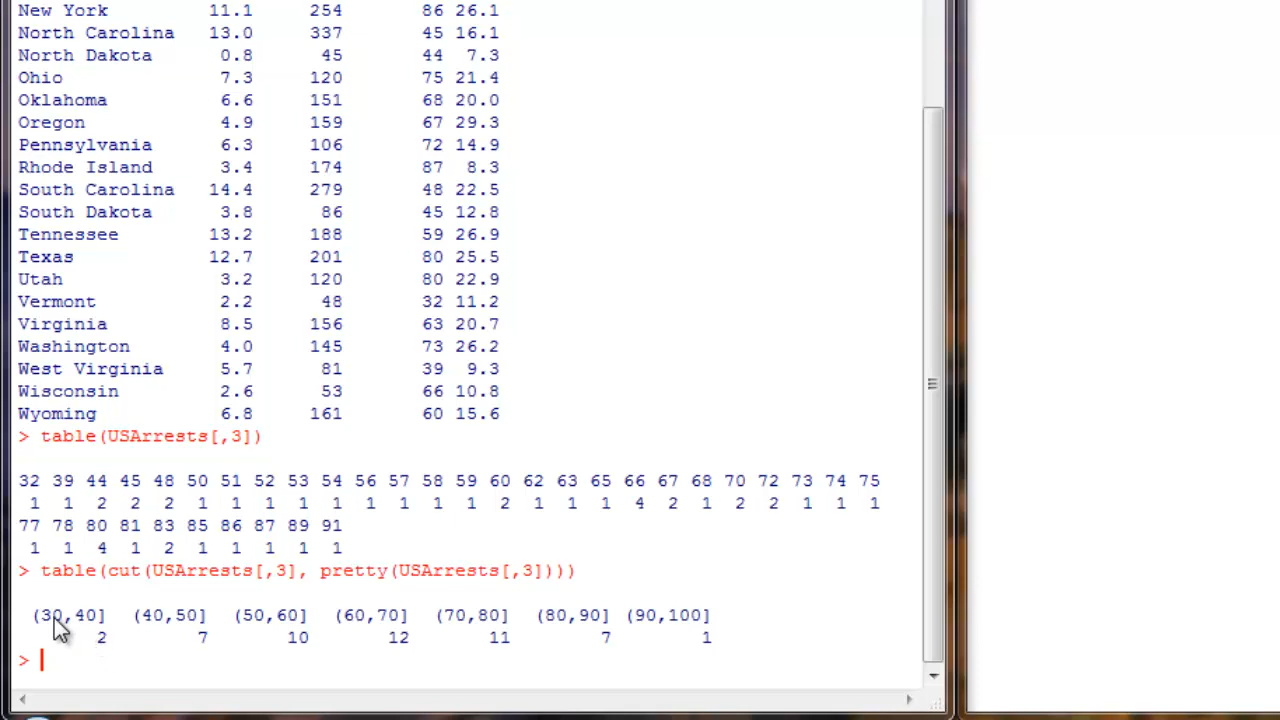 New York 11.1 254 86 26.1
North Carolina 13.0 337 45 16.1
North Dakota 0.8 45 44 7.3
Ohio 7.3 120 75 21.4
Oklahoma 6.6 151 68 20.0
Oregon 4.9 159 67 29.3
Pennsylvania 6.3 106 72 14.9
Rhode Island 3.4 174 87 8.3
South Carolina 14.4 279 48 22.5
South Dakota 3.8 86 45 12.8
Tennessee 13.2 188 59 26.9
Texas 12.7 201 80 25.5
Utah 3.2 120 80 22.9
Vermont 2.2 48 32 11.2
Virginia 8.5 156 63 20.7
Washington 4.0 145 73 26.2
West Virginia 5.7 81 39 9.3
Wisconsin 2.6 53 66 10.8
Wyoming 6.8 161 60 15.6
> table(USArrests[,3])
32 39 44 45 48 50 51 52 53 54 56 57 58 59 60 62 63 65 66 67 68 70 72 73 74 75
1 1 2 2 2 1 1 1 1 1 1 1 1 1 2 1 1 1 4 2 1 2 2 1 1 1
77 78 80 81 83 85 86 87 89 91
1 1 4 1 2 1 1 1 1 1
> table(cut(USArrests[,3], pretty(USArrests[,3])))
(30,40] (40,50] (50,60] (60,70] (70,80] (80,90] (90,100]
2 7 10 12 11 7 1
>